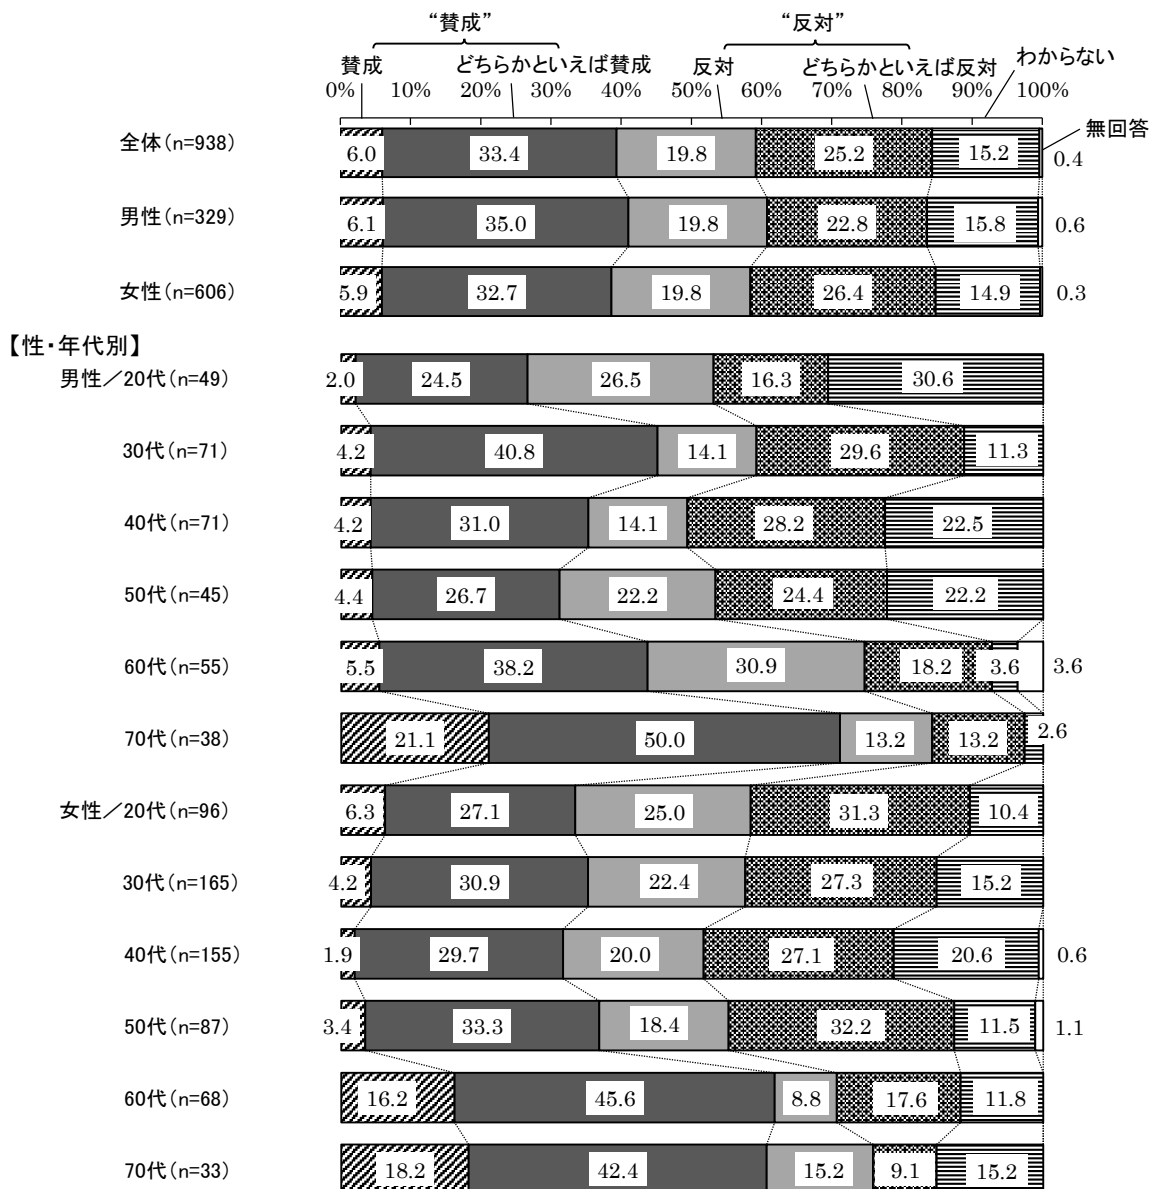 “賛成” “反対”
賛成 どちらかといえば賛成 反対 どちらかといえば反対 わからない
0% 10% 20% 30% 40% 50% 60% 70% 80% 90% 100%
無回答
全体(n=938) 6.0 33.4 19.8 25.2 15.2 0.4
男性(n=329) 6.1 35.0 19.8 22.8 15.8 0.6
女性(n=606) 5.9 32.7 19.8 26.4 14.9 0.3
【性・年代別】
男性／20代(n=49) 2.0 24.5 26.5 16.3 30.6
30代(n=71) 4.2 40.8 14.1 29.6 11.3
40代(n=71) 4.2 31.0 14.1 28.2 22.5
50代(n=45) 4.4 26.7 22.2 24.4 22.2
60代(n=55) 5.5 38.2 30.9 18.2 3.6 3.6
70代(n=38) 21.1 50.0 13.2 13.2 2.6
女性／20代(n=96) 6.3 27.1 25.0 31.3 10.4
30代(n=165) 4.2 30.9 22.4 27.3 15.2
40代(n=155) 1.9 29.7 20.0 27.1 20.6 0.6
50代(n=87) 3.4 33.3 18.4 32.2 11.5 1.1
60代(n=68) 16.2 45.6 8.8 17.6 11.8
70代(n=33) 18.2 42.4 15.2 9.1 15.2